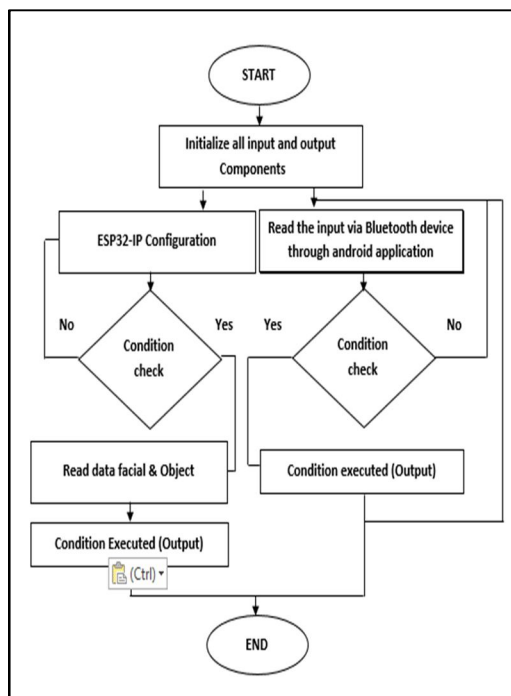 START
Initialize all input and output
Components
ESP32-IP Configuration
Read the input via Bluetooth device
through android application
No
Yes
Yes
No
Condition
check
Condition
check
Read data facial & Object
Condition executed (Output)
Condition Executed (Output)
(Ctrl)
END